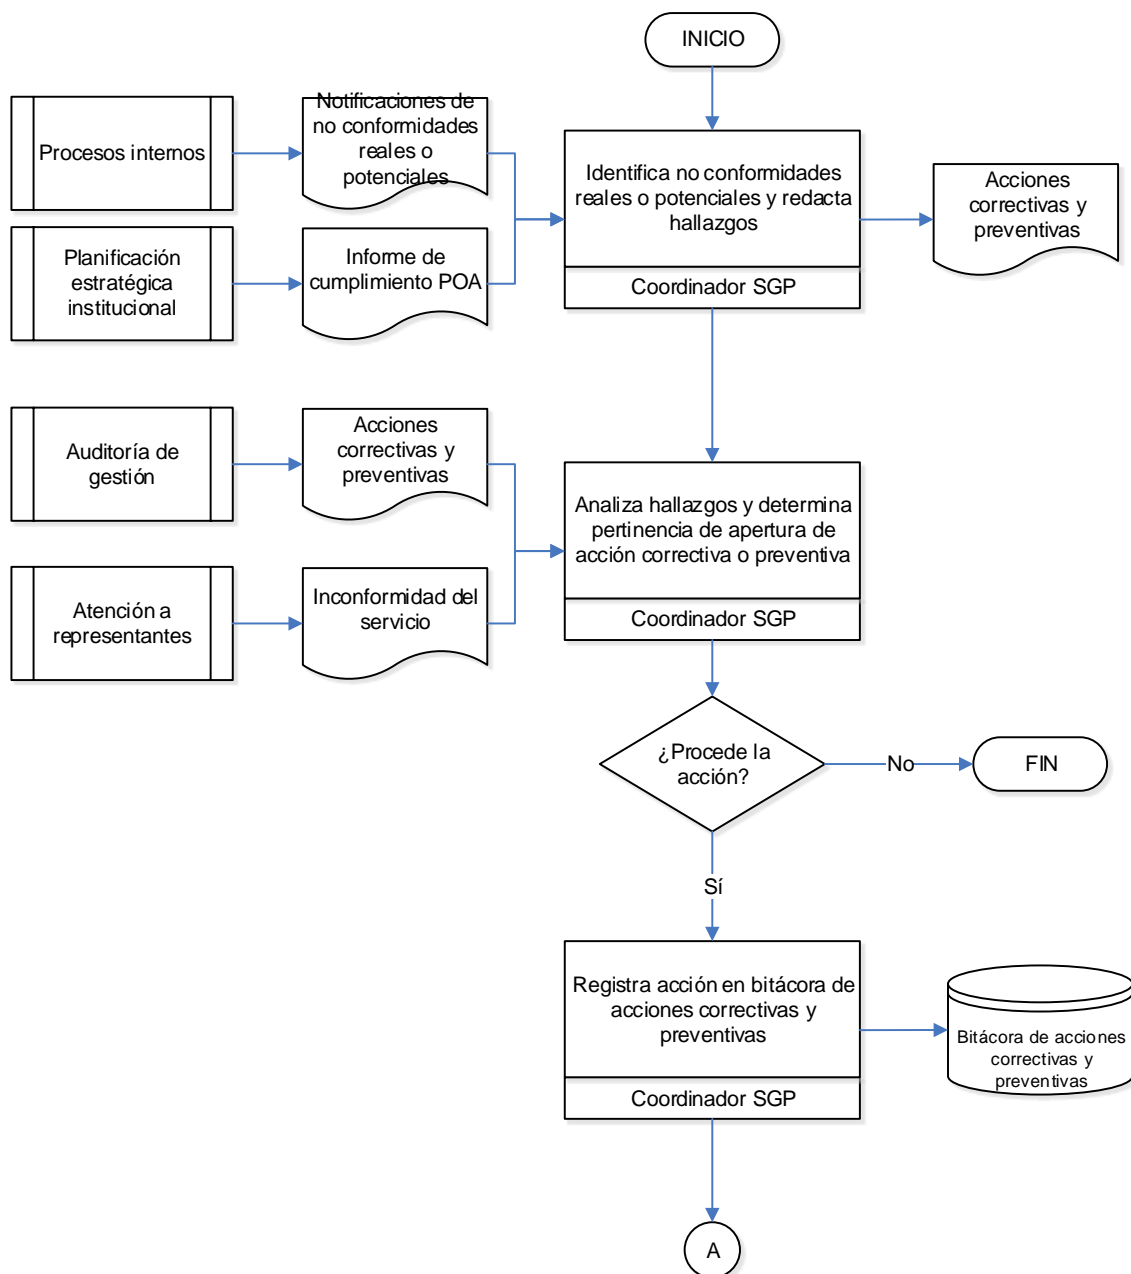 INICIO
Procesos internos
Notificaciones de
no conformidades
reales o
potenciales
Identifica no conformidades
reales o potenciales y redacta
hallazgos
Coordinador SGP
Acciones
correctivas y
preventivas
Planificación
estratégica
institucional
Informe de
cumplimiento POA
Auditoría de
gestión
Acciones
correctivas y
preventivas
Analiza hallazgos y determina
pertinencia de apertura de
acción correctiva o preventiva
Coordinador SGP
Atención a
representantes
Inconformidad del
servicio
¿Procede la
acción?
No
FIN
Sí
Registra acción en bitácora de
acciones correctivas y
preventivas
Coordinador SGP
Bitácora de acciones
correctivas y
preventivas
A